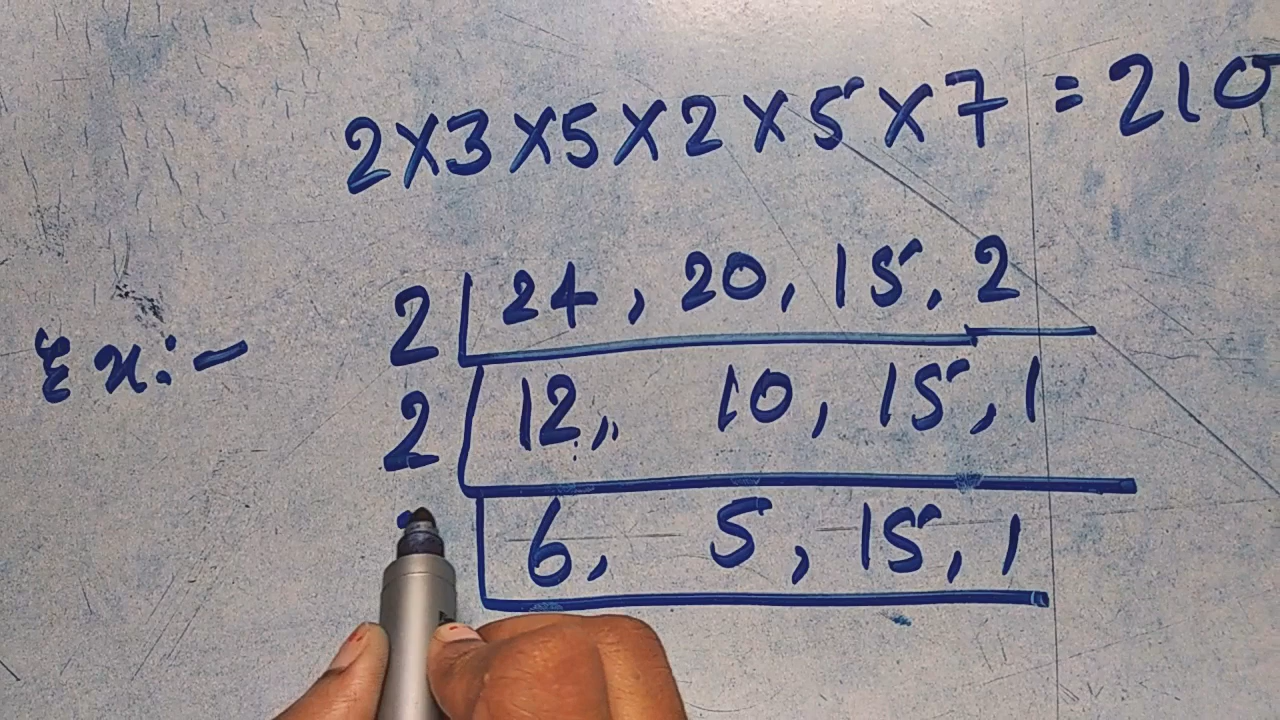 2×3×5×2×5×7 = 210
2 | 24, 20, 15, 2
Ex:-
2 | 12, 10, 15, 1
6, 5, 15, 1